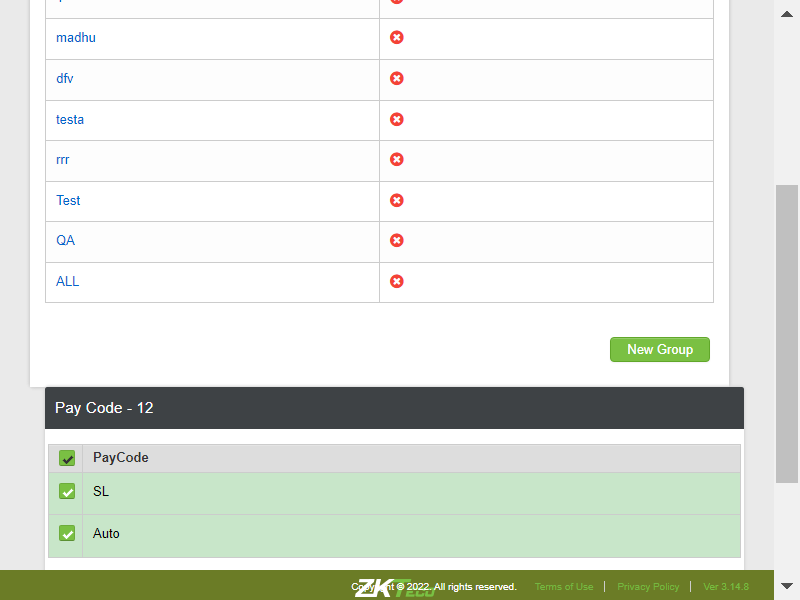 madhu
dfv
testa
rrr
Test
QA
ALL
New Group
Pay Code - 12
PayCode
SL
Auto
ZKTeco
Copyright © 2022. All rights reserved.
Terms of Use
Privacy Policy
Ver 3.14.8